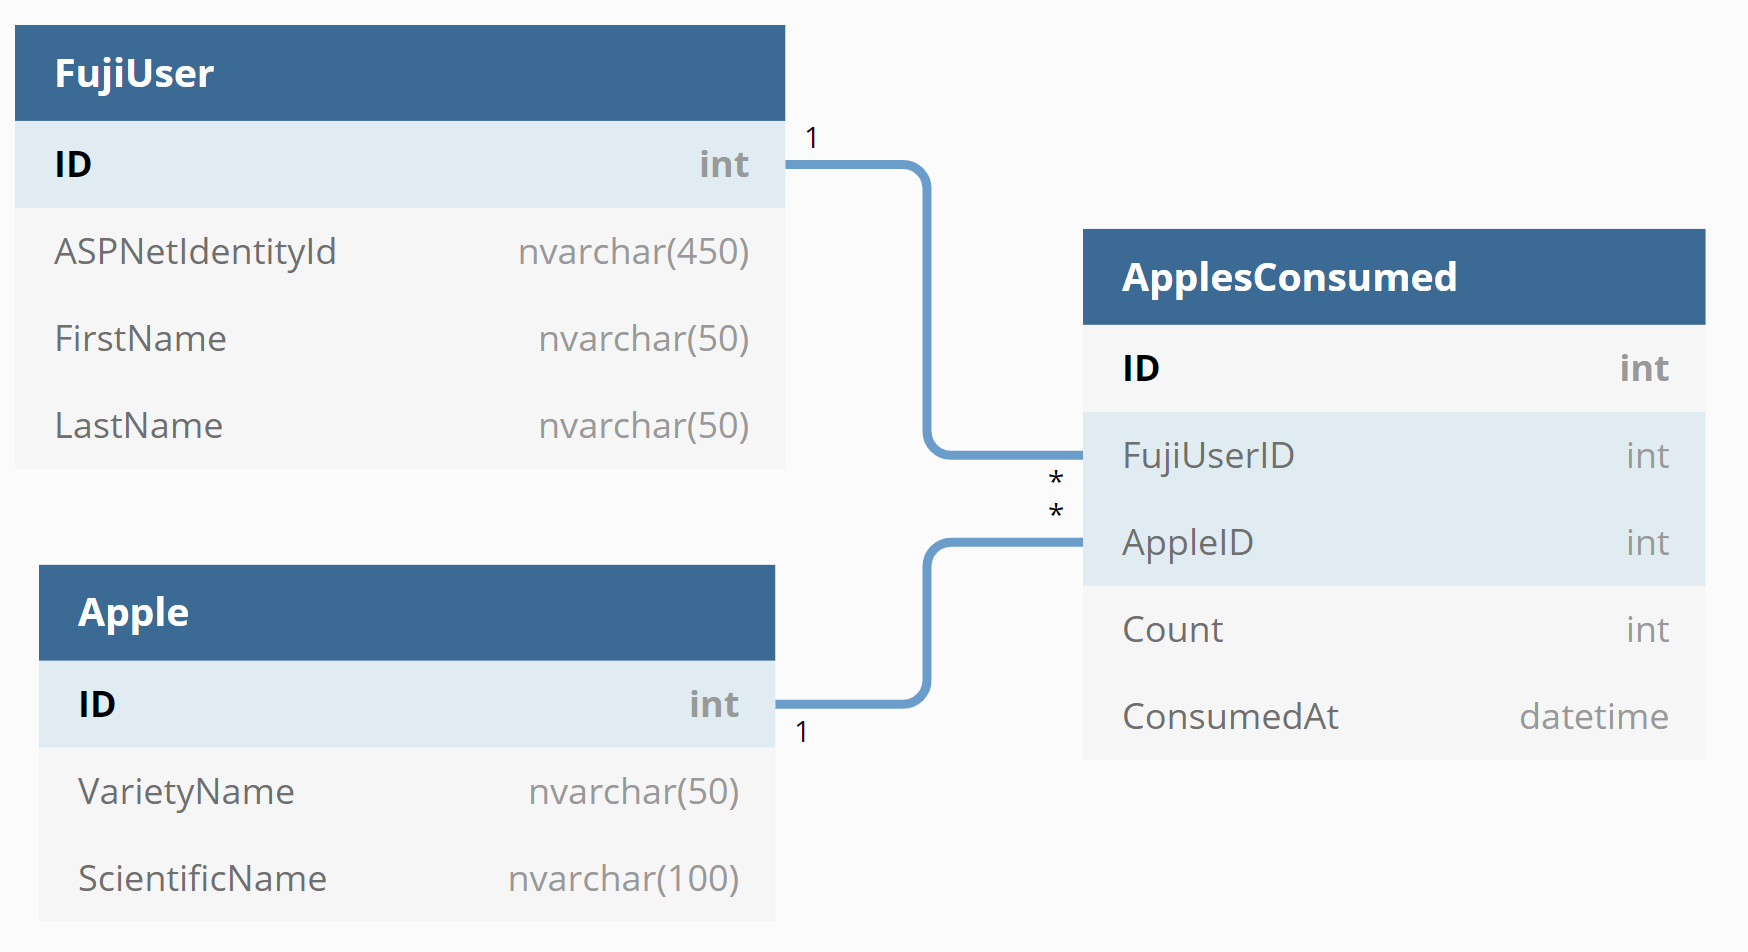 FujiUser
ID int
ASPNetIdentityId nvarchar(450)
FirstName nvarchar(50)
LastName nvarchar(50)
1
ApplesConsumed
ID int
FujiUserID int
AppleID int
Count int
ConsumedAt datetime
*
*
Apple
ID int
VarietyName nvarchar(50)
ScientificName nvarchar(100)
1